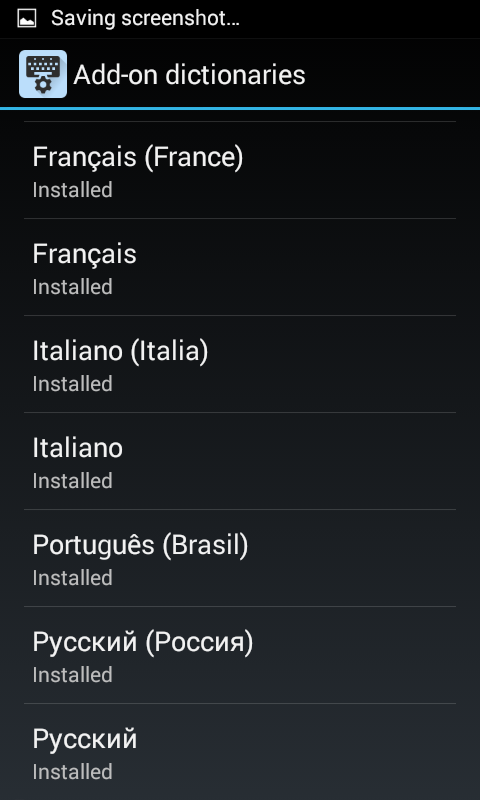 Saving screenshot...
Add-on dictionaries
Français (France)
Installed
Français
Installed
Italiano (Italia)
Installed
Italiano
Installed
Português (Brasil)
Installed
Русский (Россия)
Installed
Русский
Installed